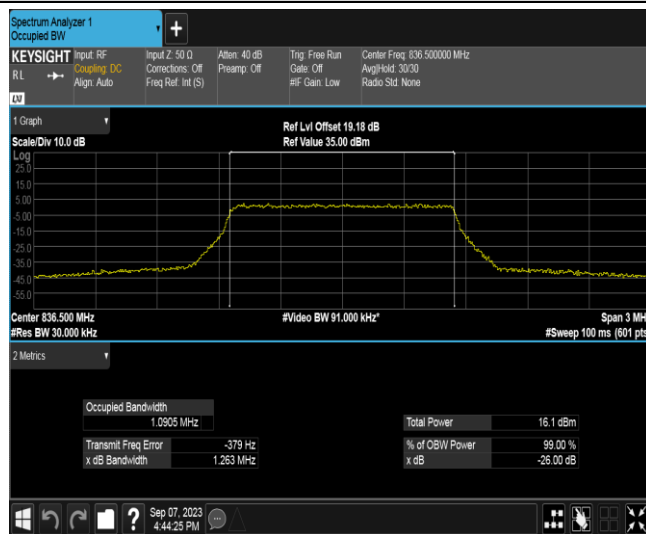 Spectrum Analyzer 1
Occupied BW
+
KEYSIGHT Input: RF Input Z: 50 Ω Atten: 40 dB Trig: Free Run Center Freq: 836.500000 MHz
RL Coupling: DC Corrections: Off Preamp: Off Gate: Off Avg|Hold: 30/30
Align: Auto Freq Ref: Int (S) #IF Gain: Low Radio Std: None
LXI
1 Graph Ref Lvl Offset 19.18 dB
Scale/Div 10.0 dB Ref Value 35.00 dBm
Log
25.0
15.0
5.00
-5.00
-15.0
-25.0
-35.0
-45.0
-55.0
Center 836.500 MHz #Video BW 91.000 kHz* Span 3 MH
#Res BW 30.000 kHz #Sweep 100 ms (601 pts
2 Metrics
Occupied Bandwidth
1.0905 MHz Total Power 16.1 dBm
Transmit Freq Error -379 Hz % of OBW Power 99.00 %
x dB Bandwidth 1.263 MHz x dB -26.00 dB
? Sep 07, 2023
4:44:25 PM